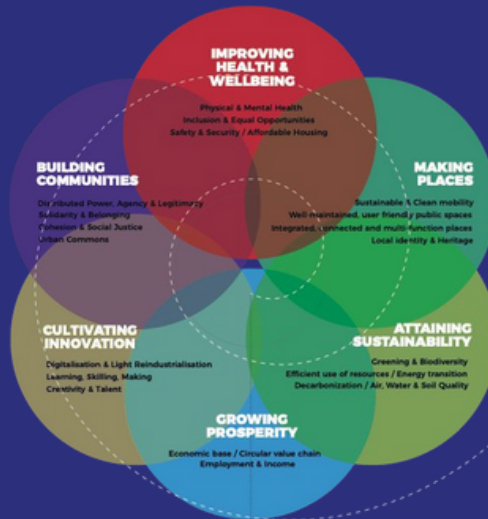 IMPROVING
HEALTH &
WELLBEING
Physical & Mental Health
Inclusion & Equal Opportunities
Safety & Security / Affordable Housing
BUILDING
COMMUNITIES
Distributed Power, Agency & Legitimacy
Solidarity & Belonging
Cohesion & Social Justice
Urban Commons
MAKING
PLACES
Sustainable & Clean mobility
Well-maintained, user friendly public spaces
Integrated, connected and multi-function places
Local identity & Heritage
CULTIVATING
INNOVATION
Digitalisation & Light Reindustrialisation
Learning, Skilling, Making
Creativity & Talent
ATTAINING
SUSTAINABILITY
Greening & Biodiversity
Efficient use of resources / Energy transition
Decarbonization / Air, Water & Soil Quality
GROWING
PROSPERITY
Economic base / Circular value chain
Employment & Income